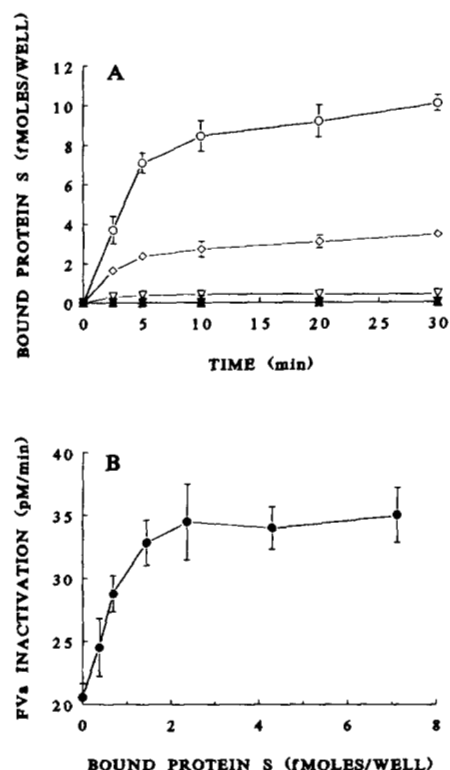 A
12
10
8
6
4
2
0
0 5 10 15 20 25 30
BOUND PROTEIN S (fMOLES/WELL)
TIME (min)
B
40
35
30
25
20
0 2 4 6 8
FVa INACTIVATION (pM/min)
BOUND PROTEIN S (fMOLES/WELL)